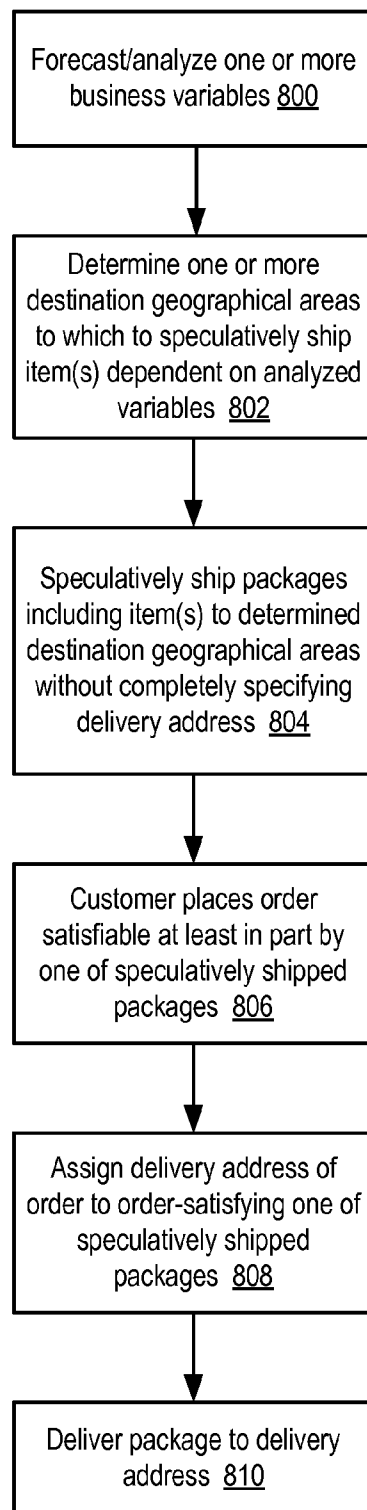 Forecast/analyze one or more
business variables 800
Determine one or more
destination geographical areas
to which to speculatively ship
item(s) dependent on analyzed
variables 802
Speculatively ship packages
including item(s) to determined
destination geographical areas
without completely specifying
delivery address 804
Customer places order
satisfiable at least in part by
one of speculatively shipped
packages 806
Assign delivery address of
order to order-satisfying one of
speculatively shipped
packages 808
Deliver package to delivery
address 810